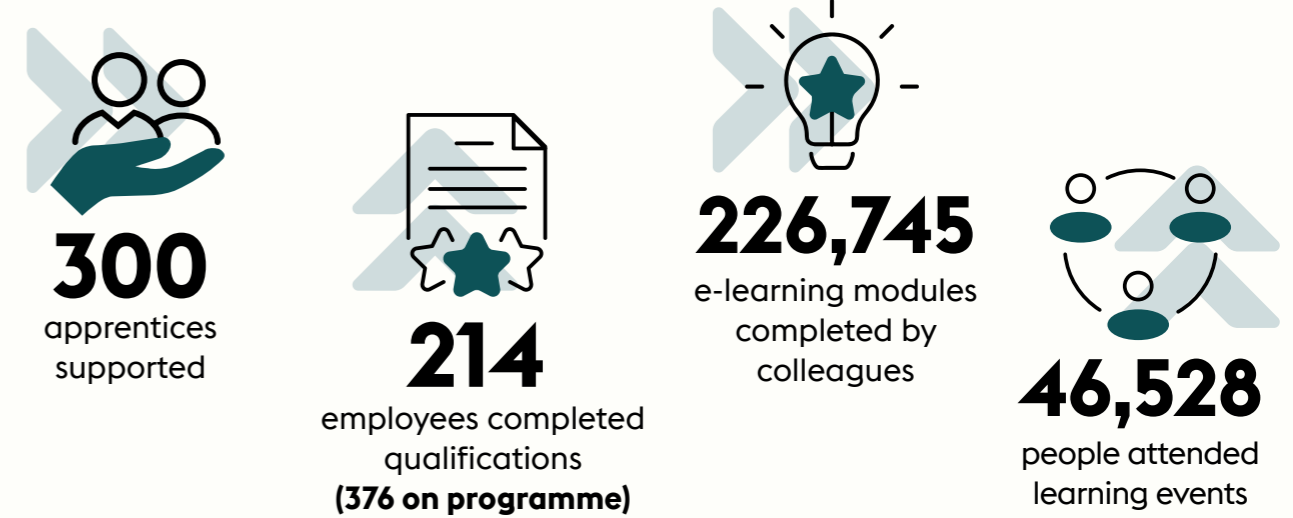 300
apprentices
supported
214
employees completed
qualifications
(376 on programme)
226,745
e-learning modules
completed by
colleagues
46,528
people attended
learning events